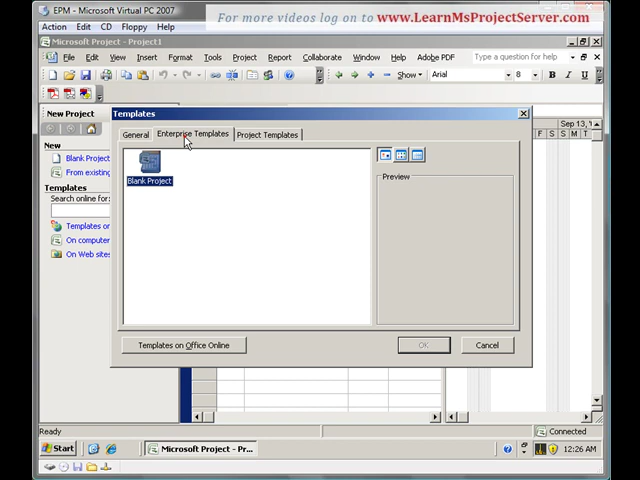 EPM - Microsoft Virtual PC 2007
For more videos log on to www.LearnMsProjectServer.com
Action Edit CD Floppy Help
Microsoft Project - Project1
File Edit View Insert Format Tools Project Report Collaborate Window Help Adobe PDF Type a question for help
Show Arial 8 B I U
New Project
New
Blank Project
From existing
Templates
Search online for:
Templates on
On computer
On Web sites
Templates
General Enterprise Templates Project Templates
Blank Project
Preview
Templates on Office Online OK Cancel
Sep 13, '
F S S M T
Ready Connected
Start Microsoft Project - Pr... 12:26 AM